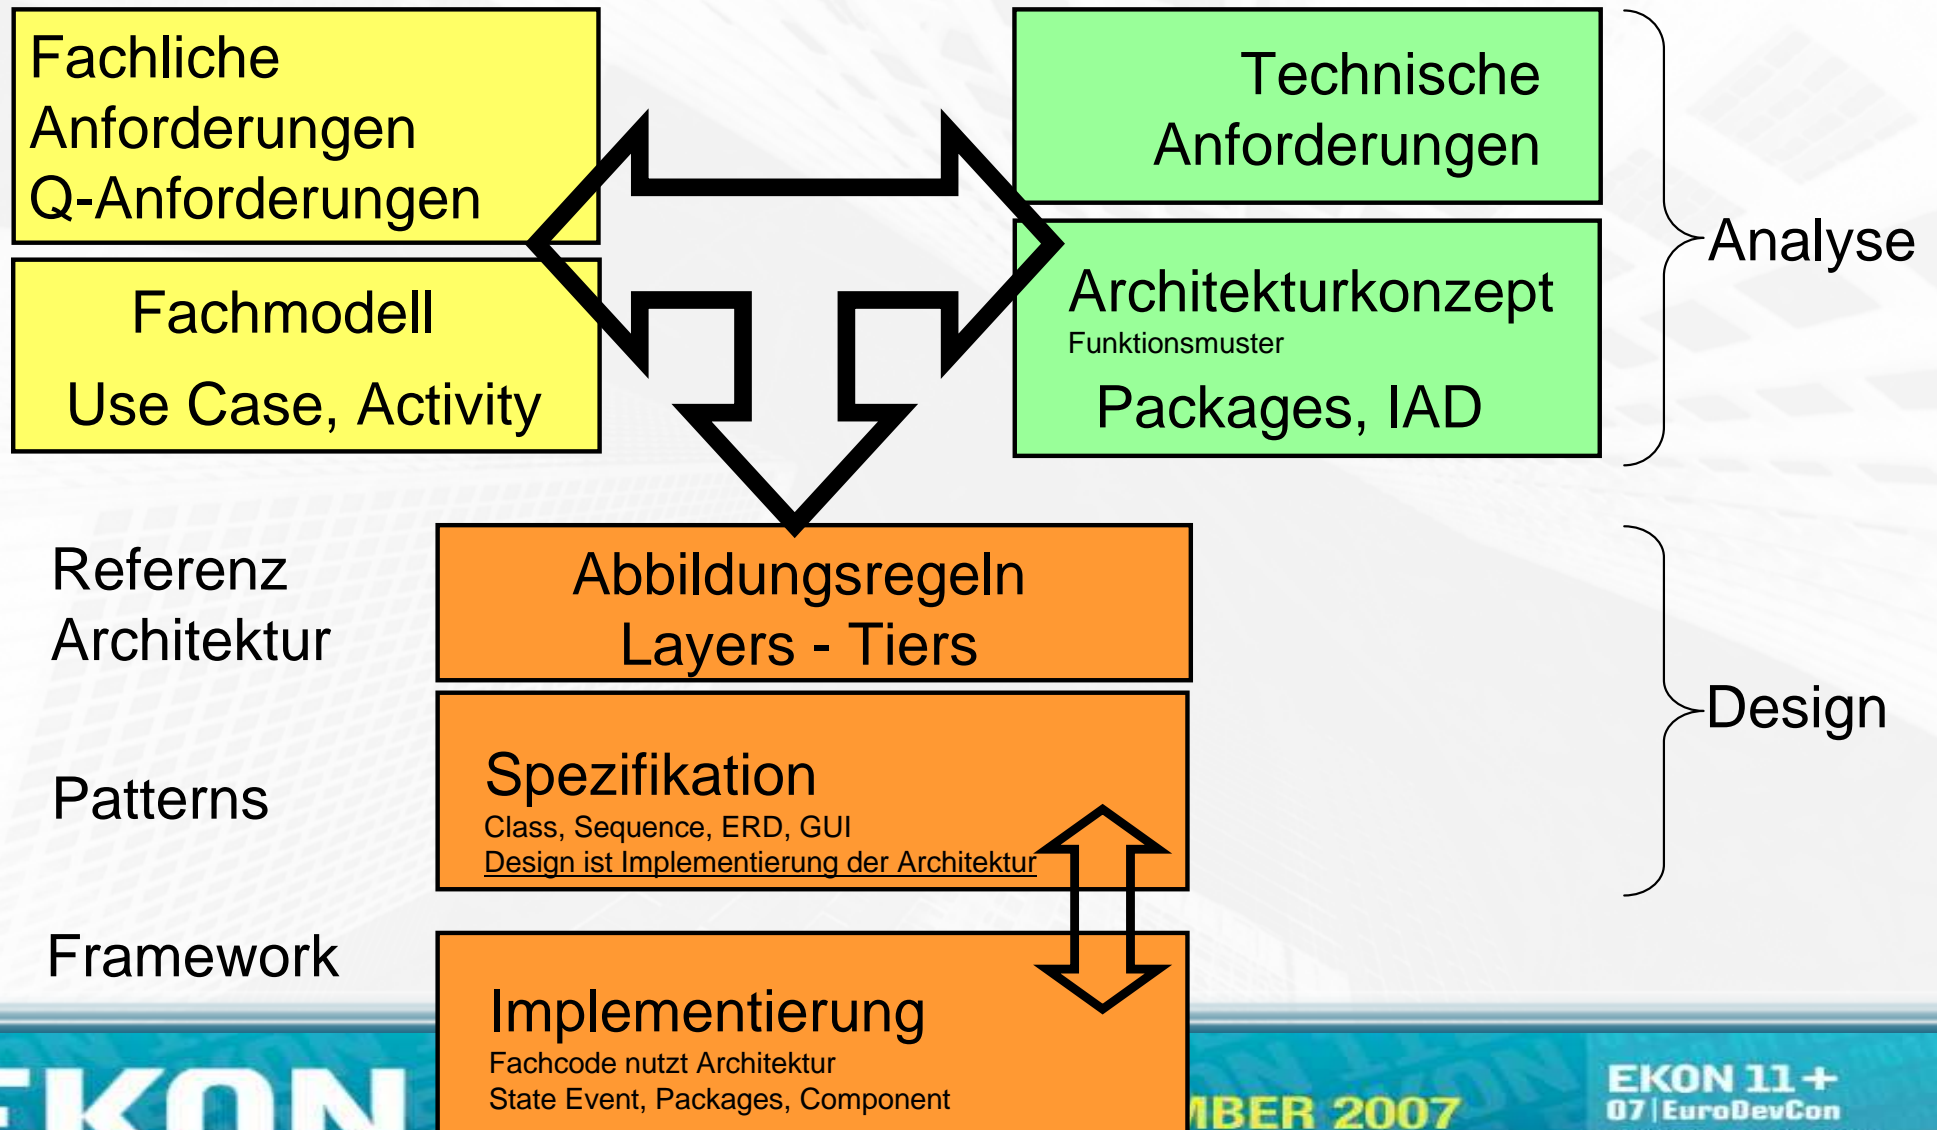 Fachliche
Anforderungen
Q-Anforderungen
Fachmodell
Use Case, Activity
Technische
Anforderungen
Architekturkonzept
Funktionsmuster
Packages, IAD
Analyse
Referenz
Architektur
Abbildungsregeln
Layers - Tiers
Patterns
Spezifikation
Class, Sequence, ERD, GUI
Design ist Implementierung der Architektur
Design
Framework
Implementierung
Fachcode nutzt Architektur
State Event, Packages, Component
EKON
MBER 2007
EKON 11+
07|EuroDevCon